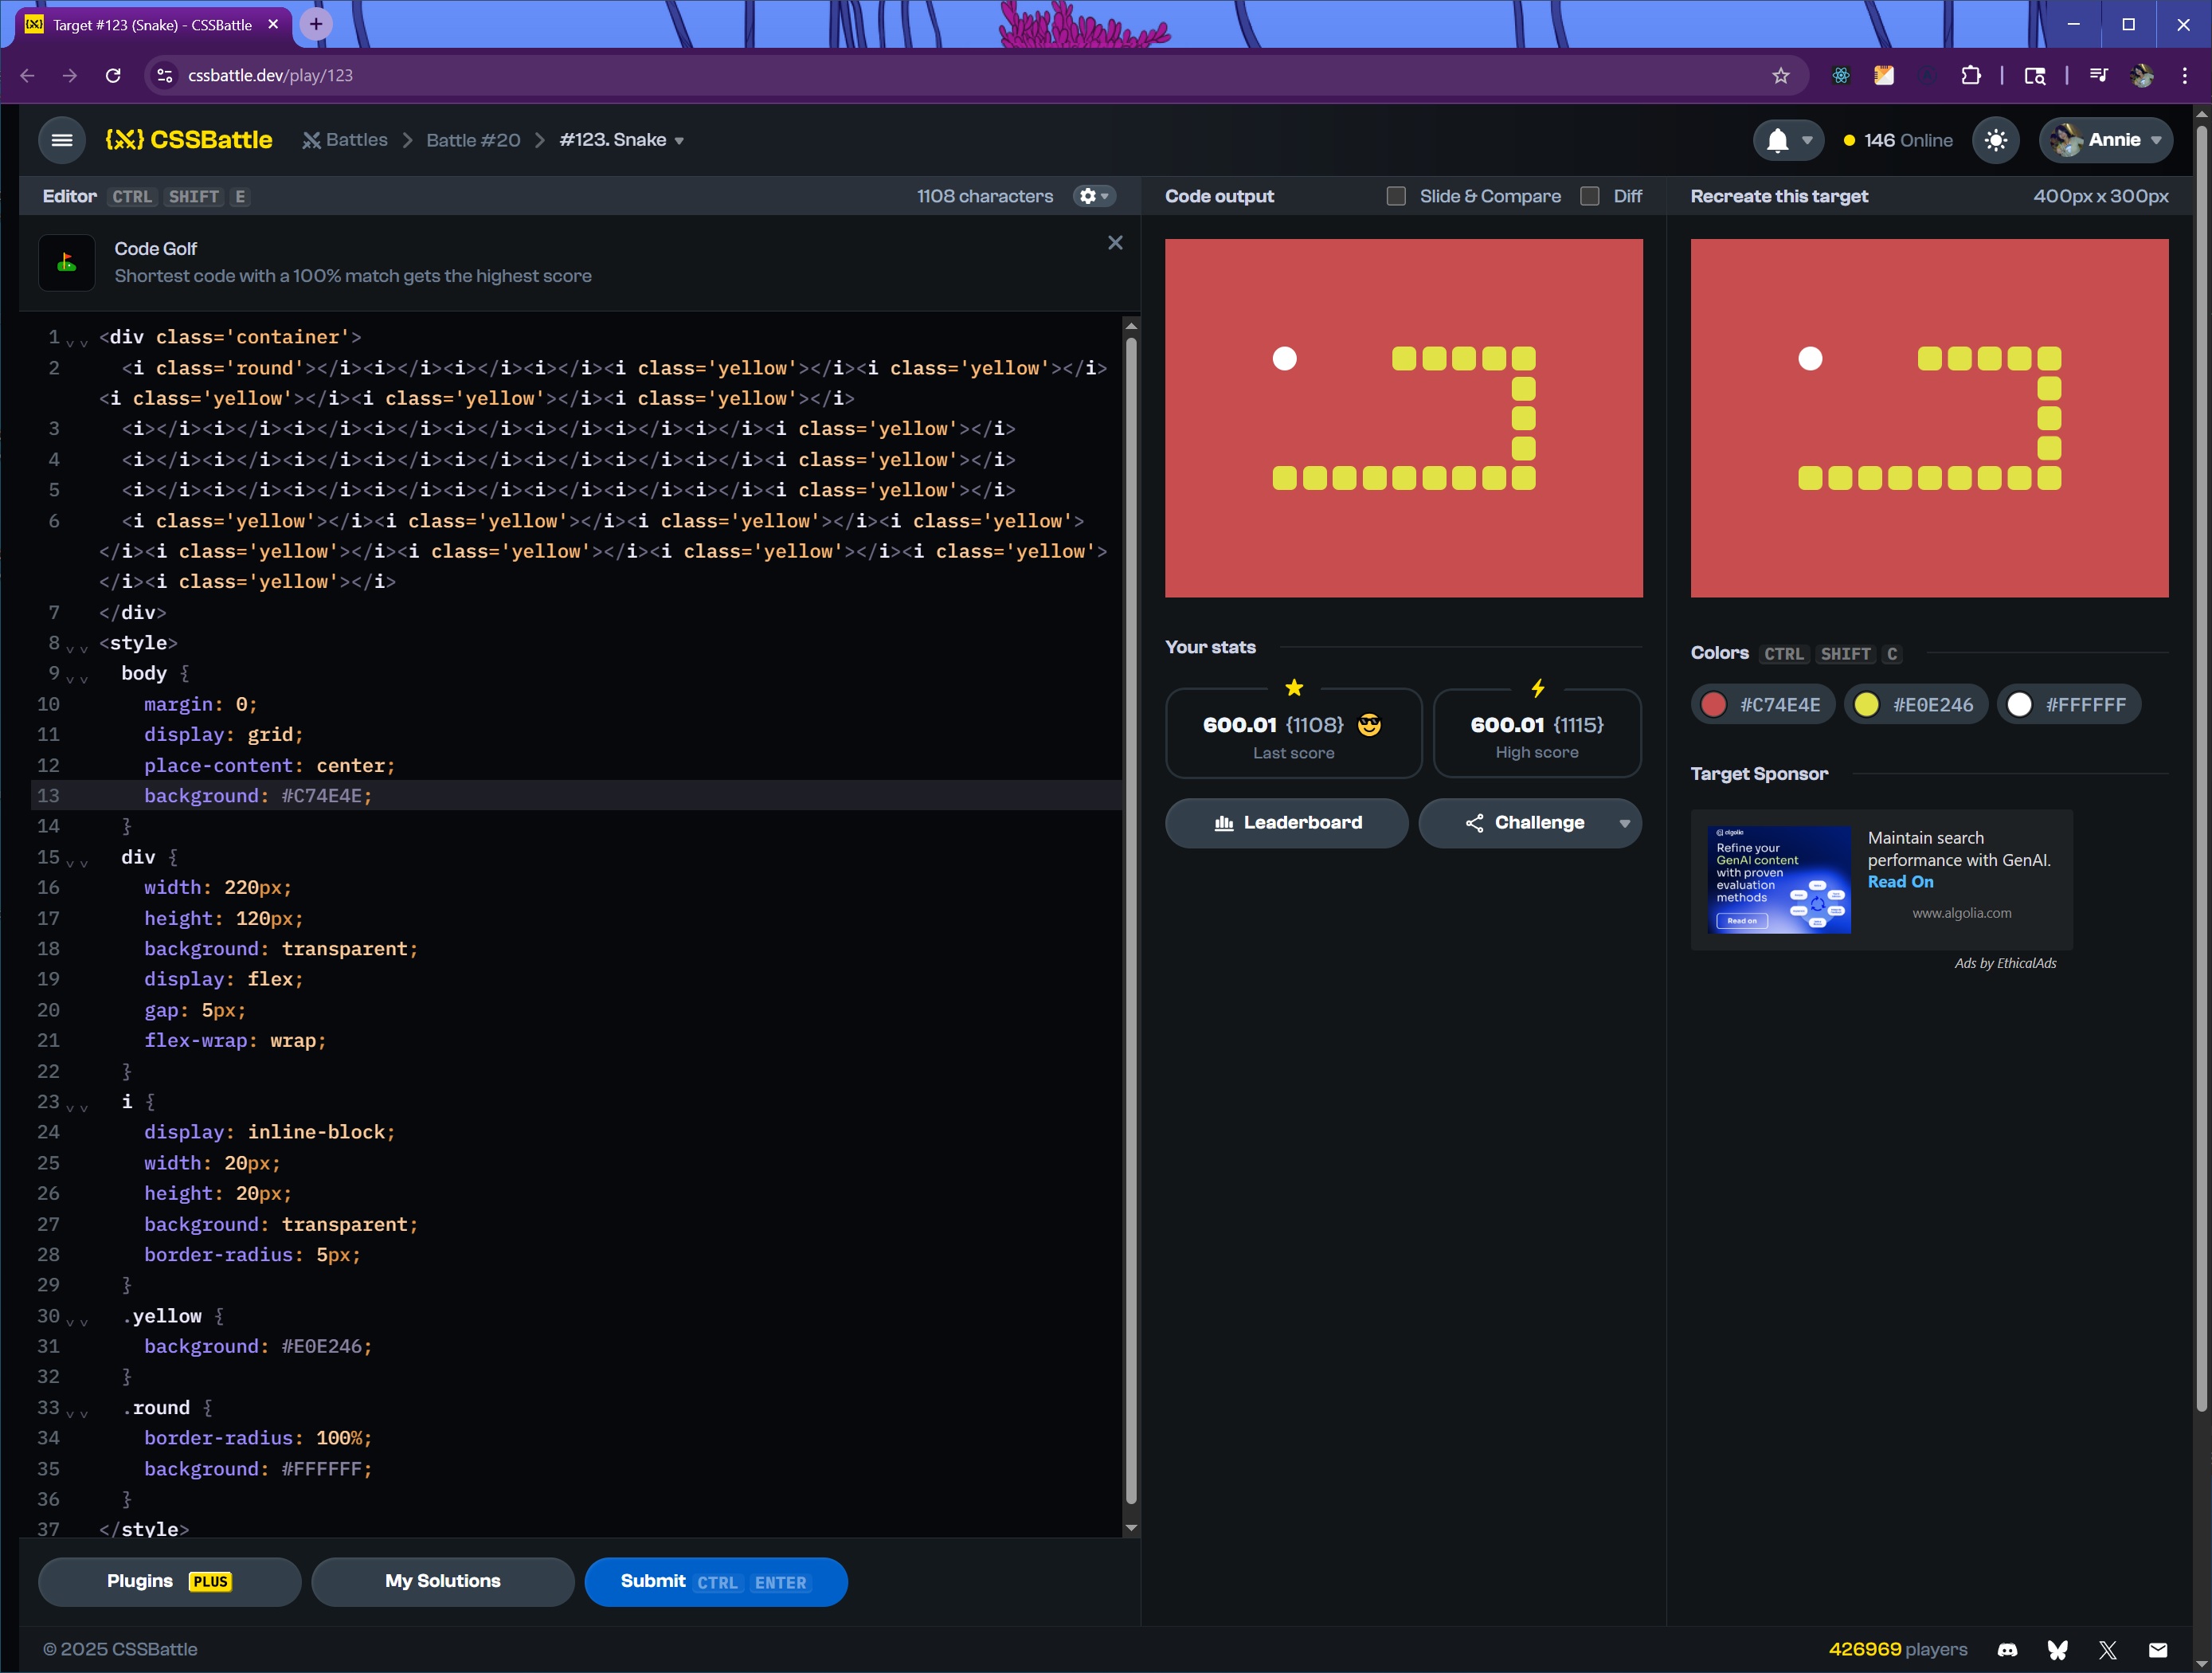 Target #123 (Snake) - CSSBattle
cssbattle.dev/play/123
{X} CSSBattle
Battles
Battle #20
#123. Snake
146 Online
Annie
Editor CTRL SHIFT E
1108 characters
Code Golf
Shortest code with a 100% match gets the highest score
1 <div class='container'>
2 <i class='round'></i><i></i><i></i><i></i><i class='yellow'></i><i class='yellow'></i>
<i class='yellow'></i><i class='yellow'></i><i class='yellow'></i>
3 <i></i><i></i><i></i><i></i><i></i><i></i><i></i><i></i><i class='yellow'></i>
4 <i></i><i></i><i></i><i></i><i></i><i></i><i></i><i></i><i class='yellow'></i>
5 <i></i><i></i><i></i><i></i><i></i><i></i><i></i><i></i><i class='yellow'></i>
6 <i class='yellow'></i><i class='yellow'></i><i class='yellow'></i><i class='yellow'>
</i><i class='yellow'></i><i class='yellow'></i><i class='yellow'></i><i class='yellow'>
</i><i class='yellow'></i>
7 </div>
8 <style>
9 body {
10 margin: 0;
11 display: grid;
12 place-content: center;
13 background: #C74E4E;
14 }
15 div {
16 width: 220px;
17 height: 120px;
18 background: transparent;
19 display: flex;
20 gap: 5px;
21 flex-wrap: wrap;
22 }
23 i {
24 display: inline-block;
25 width: 20px;
26 height: 20px;
27 background: transparent;
28 border-radius: 5px;
29 }
30 .yellow {
31 background: #E0E246;
32 }
33 .round {
34 border-radius: 100%;
35 background: #FFFFFF;
36 }
37 </style>
Plugins PLUS
My Solutions
Submit CTRL ENTER
Code output
Slide & Compare
Diff
Your stats
600.01 {1108}
Last score
600.01 {1115}
High score
Leaderboard
Challenge
Recreate this target
400px x 300px
Colors CTRL SHIFT C
#C74E4E
#E0E246
#FFFFFF
Target Sponsor
algolia
Refine your
GenAI content
with proven
evaluation
methods
Read on
Maintain search
performance with GenAI.
Read On
www.algolia.com
Ads by EthicalAds
© 2025 CSSBattle
426969 players